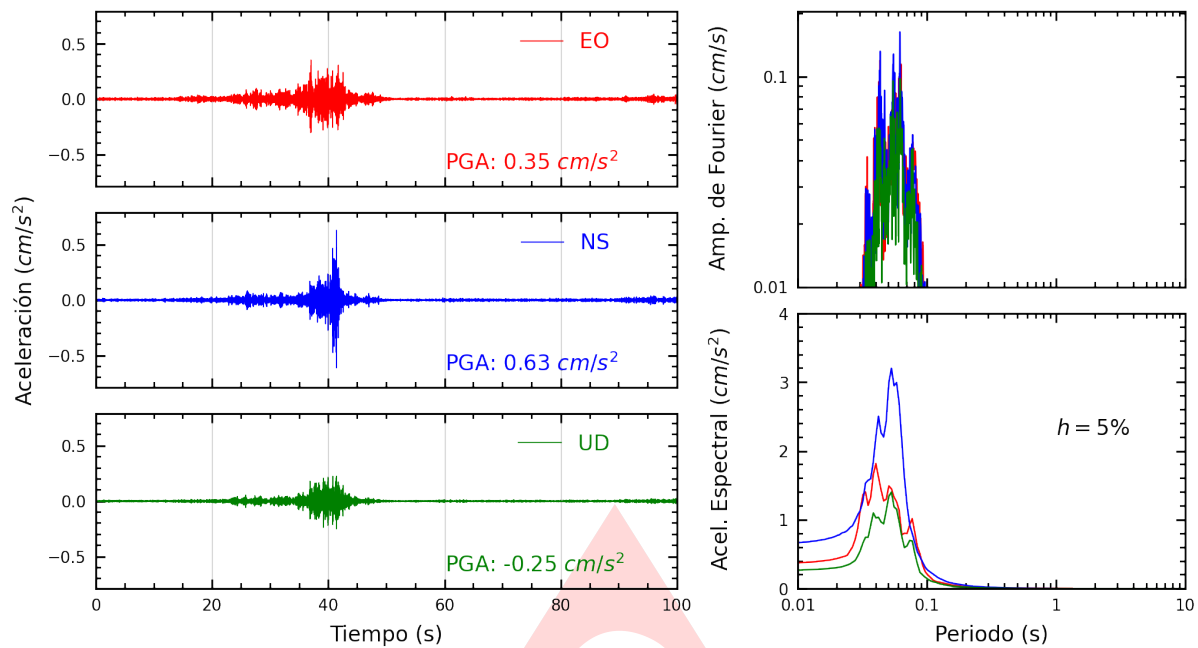 Aceleración (cm/s²)
0.5
0.0
−0.5
EO
PGA: 0.35 cm/s²
0.5
0.0
−0.5
NS
PGA: 0.63 cm/s²
0.5
0.0
−0.5
UD
PGA: -0.25 cm/s²
0 20 40 60 80 100
Tiempo (s)
Amp. de Fourier (cm/s)
0.1
0.01
Acel. Espectral (cm/s²)
4
3
2
1
0
h = 5%
0.01 0.1 1 10
Periodo (s)